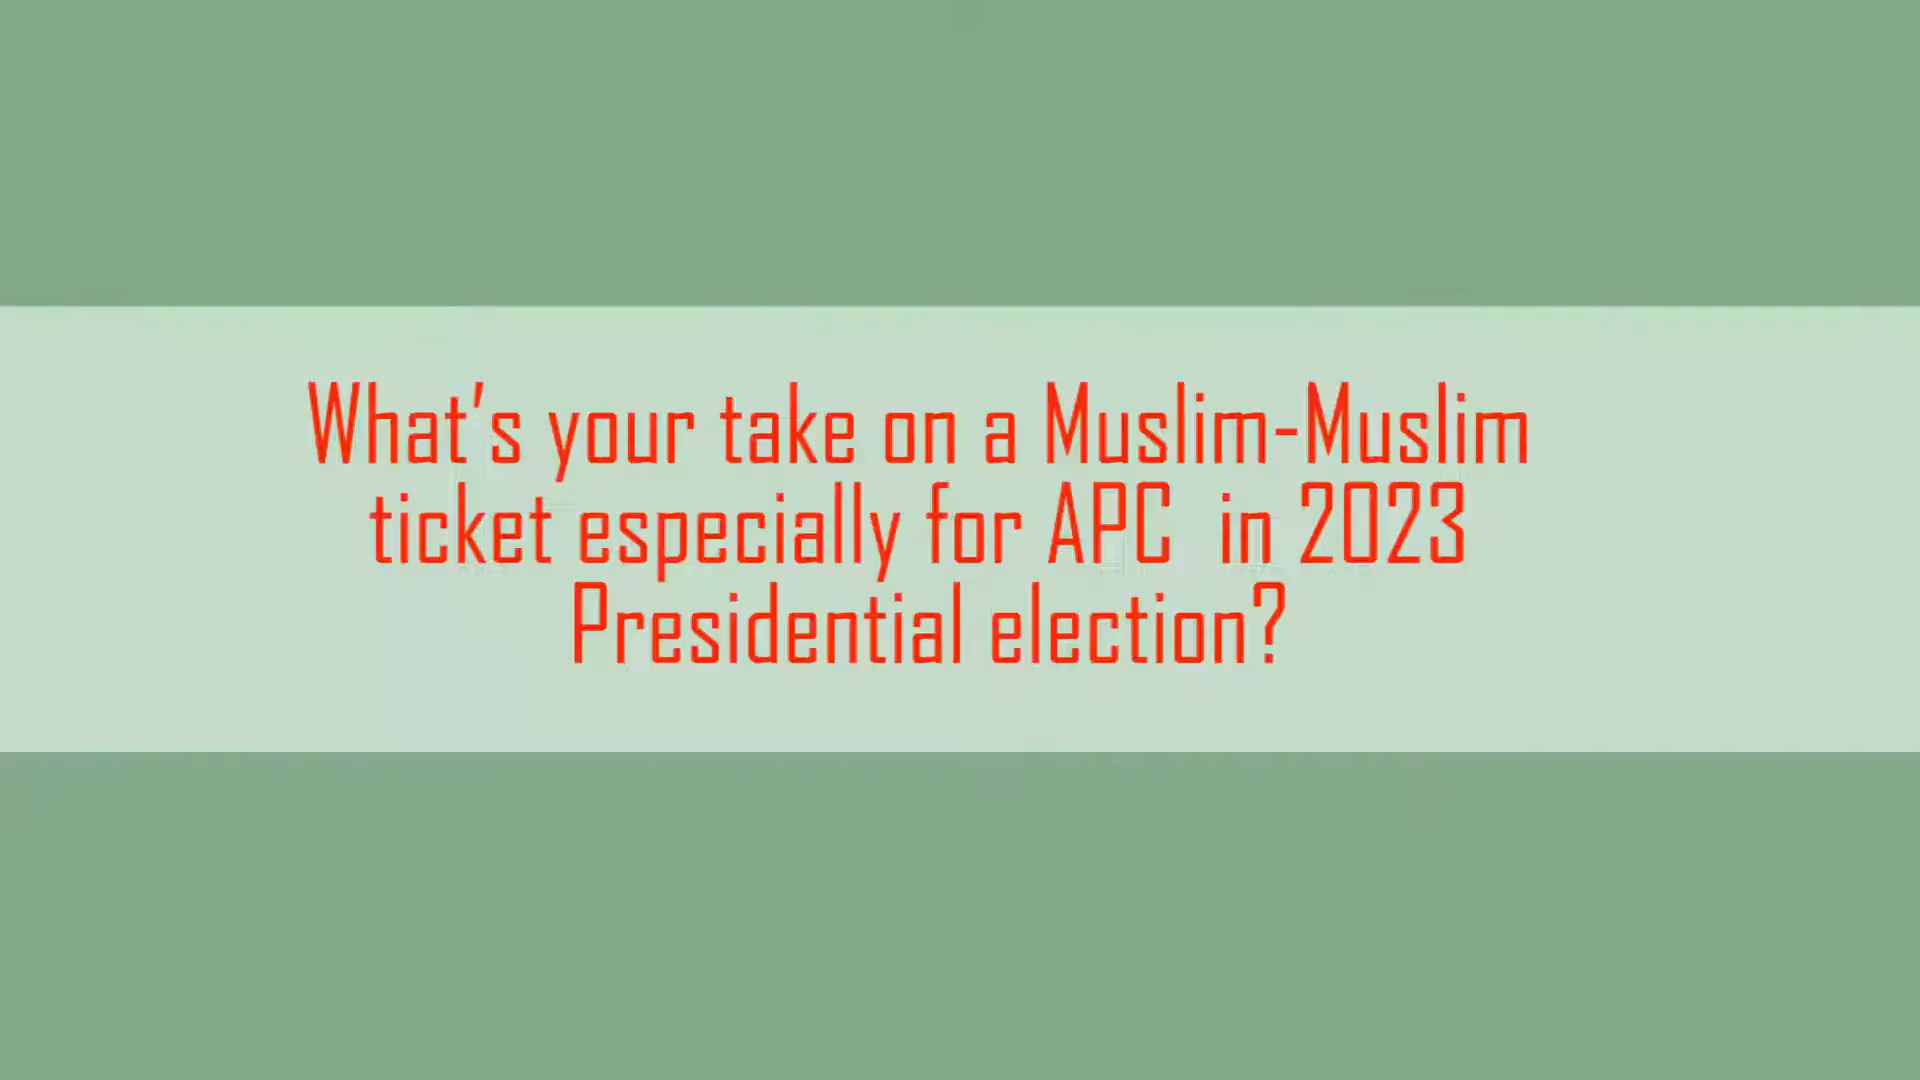 What's your take on a Muslim-Muslim
ticket especially for APC in 2023
Presidential election?